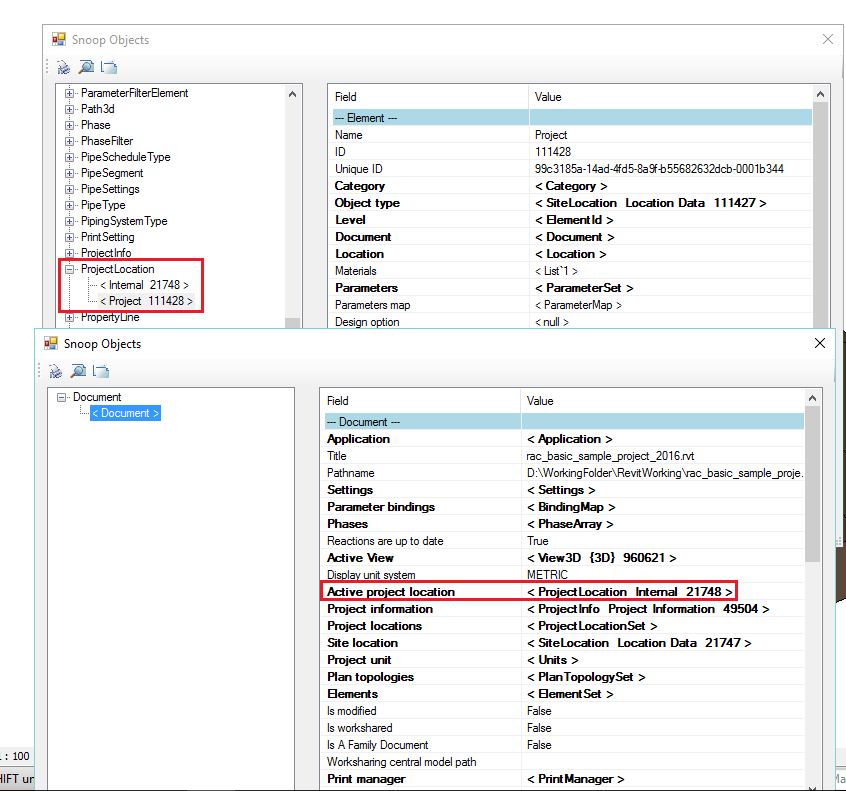 Snoop Objects
ParameterFilterElement
Path3d
Phase
PhaseFilter
PipeScheduleType
PipeSegment
PipeSettings
PipeType
PipingSystemType
PrintSetting
ProjectInfo
ProjectLocation
< Internal 21748 >
< Project 111428 >
PropertyLine
Field Value
--- Element ---
Name Project
ID 111428
Unique ID 99c3185a-14ad-4fd5-8a9f-b55682632dcb-0001b344
Category < Category >
Object type < SiteLocation Location Data 111427 >
Level < ElementId >
Document < Document >
Location < Location >
Materials < List`1 >
Parameters < ParameterSet >
Parameters map < ParameterMap >
Design option < null >
Snoop Objects
Document
< Document >
Field Value
--- Document ---
Application < Application >
Title rac_basic_sample_project_2016.rvt
Pathname D:\WorkingFolder\RevitWorking\rac_basic_sample_proje...
Settings < Settings >
Parameter bindings < BindingMap >
Phases < PhaseArray >
Reactions are up to date True
Active View < View3D {3D} 960621 >
Display unit system METRIC
Active project location < ProjectLocation Internal 21748 >
Project information < ProjectInfo Project Information 49504 >
Project locations < ProjectLocationSet >
Site location < SiteLocation Location Data 21747 >
Project unit < Units >
Plan topologies < PlanTopologySet >
Elements < ElementSet >
Is modified False
Is workshared False
Is A Family Document False
Worksharing central model path
Print manager < PrintManager >
: 100
HIFT ur